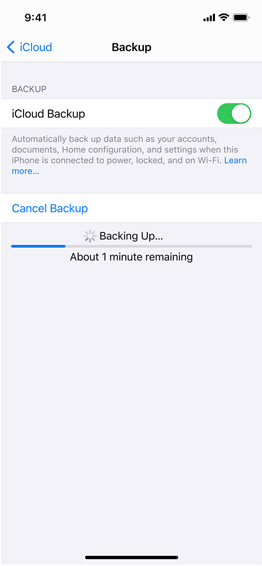 9:41
iCloud
Backup
BACKUP
iCloud Backup
Automatically back up data such as your accounts,
documents, Home configuration, and settings when this
iPhone is connected to power, locked, and on Wi-Fi. Learn
more...
Cancel Backup
Backing Up...
About 1 minute remaining